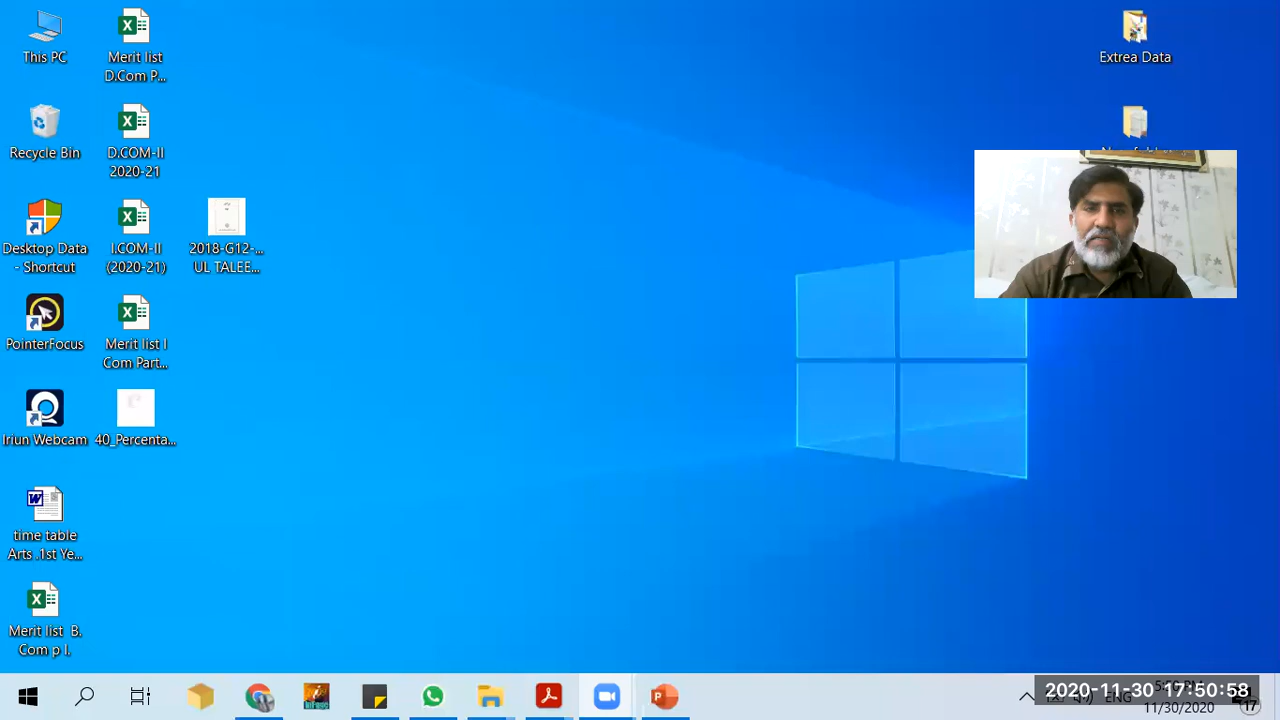 This PC
Merit list
D.Com P...
Extrea Data
Recycle Bin
D.COM-II
2020-21
Desktop Data
- Shortcut
I.COM-II
(2020-21)
2018-G12-...
UL TALEE...
PointerFocus
Merit list I
Com Part...
Iriun Webcam
40_Percenta...
time table
Arts .1st Ye...
Merit list B.
Com p I.
2020-11-30 17:50:58
ENG
11/30/2020
17